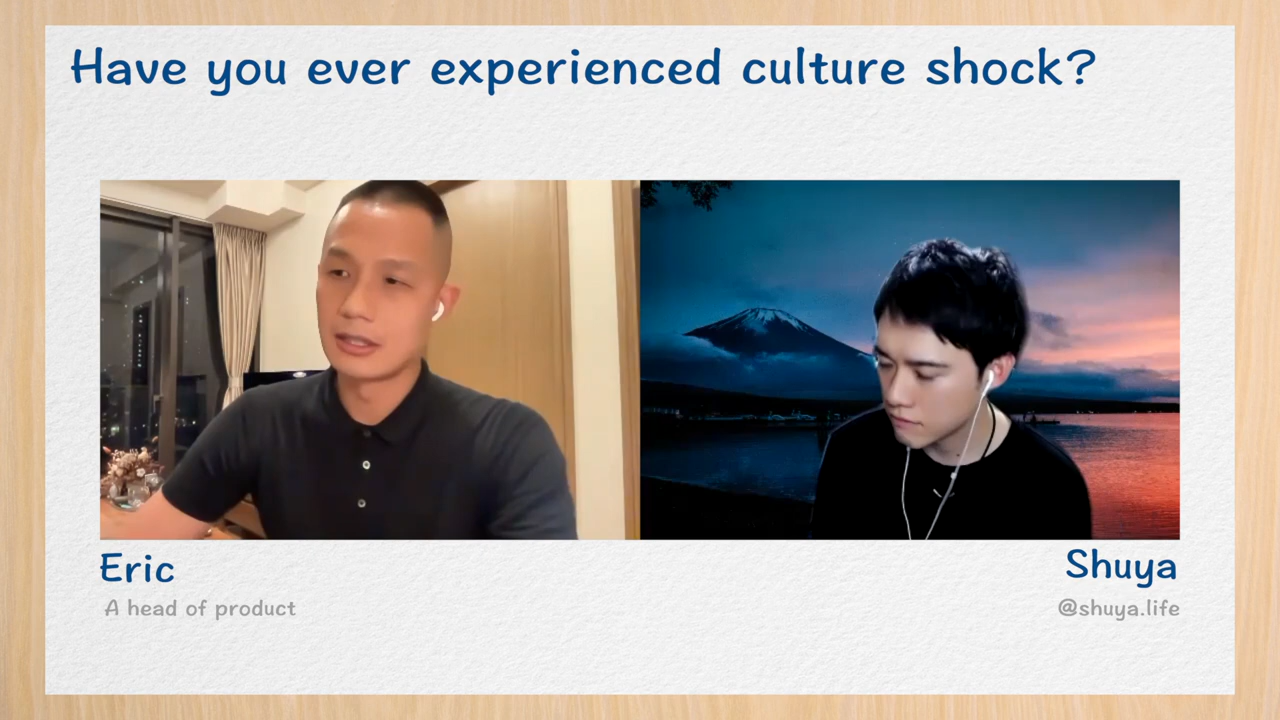 Have you ever experienced culture shock?
Eric
Shuya
A head of product
@shuya.life